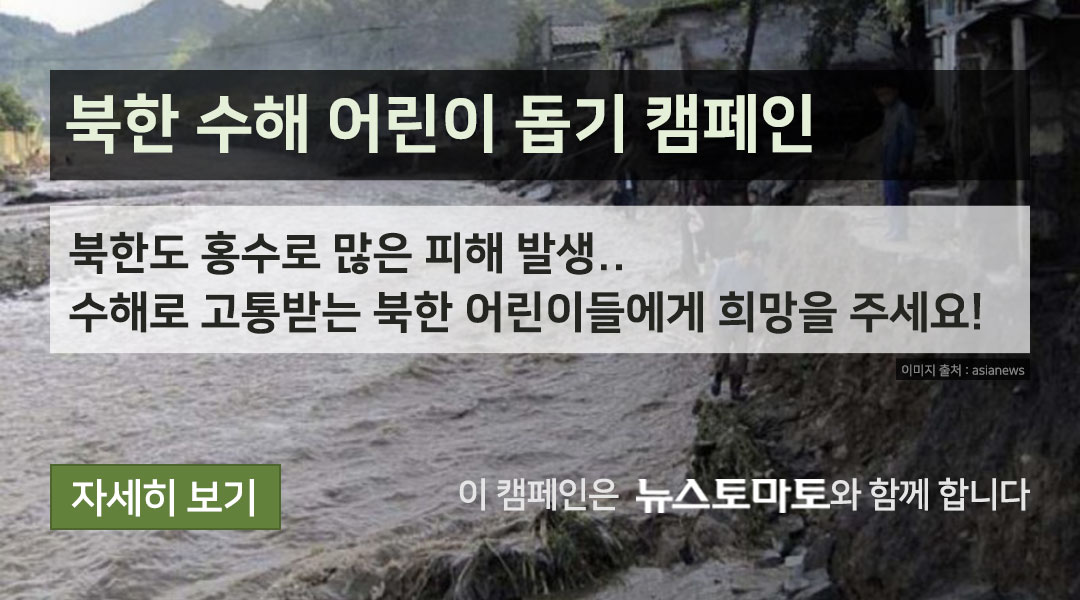 북한 수해 어린이 돕기 캠페인
북한도 홍수로 많은 피해 발생..
수해로 고통받는 북한 어린이들에게 희망을 주세요!
이미지 출처 : asianews
자세히 보기
이 캠페인은 뉴스토마토와 함께 합니다